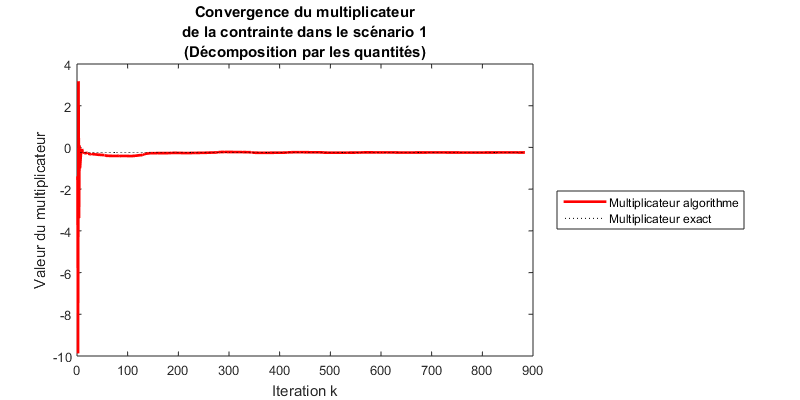 Convergence du multiplicateur
de la contrainte dans le scénario 1
(Décomposition par les quantités)
Valeur du multiplicateur
4
2
0
-2
-4
-6
-8
-10
0 100 200 300 400 500 600 700 800 900
Iteration k
Multiplicateur algorithme
Multiplicateur exact